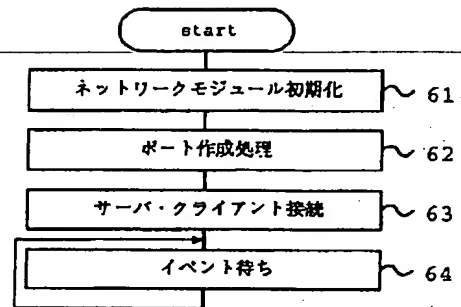 start
ネットリークモジュール初期化 61
ポート作成処理 62
サーバ・クライアント接続 63
イベント待ち 64